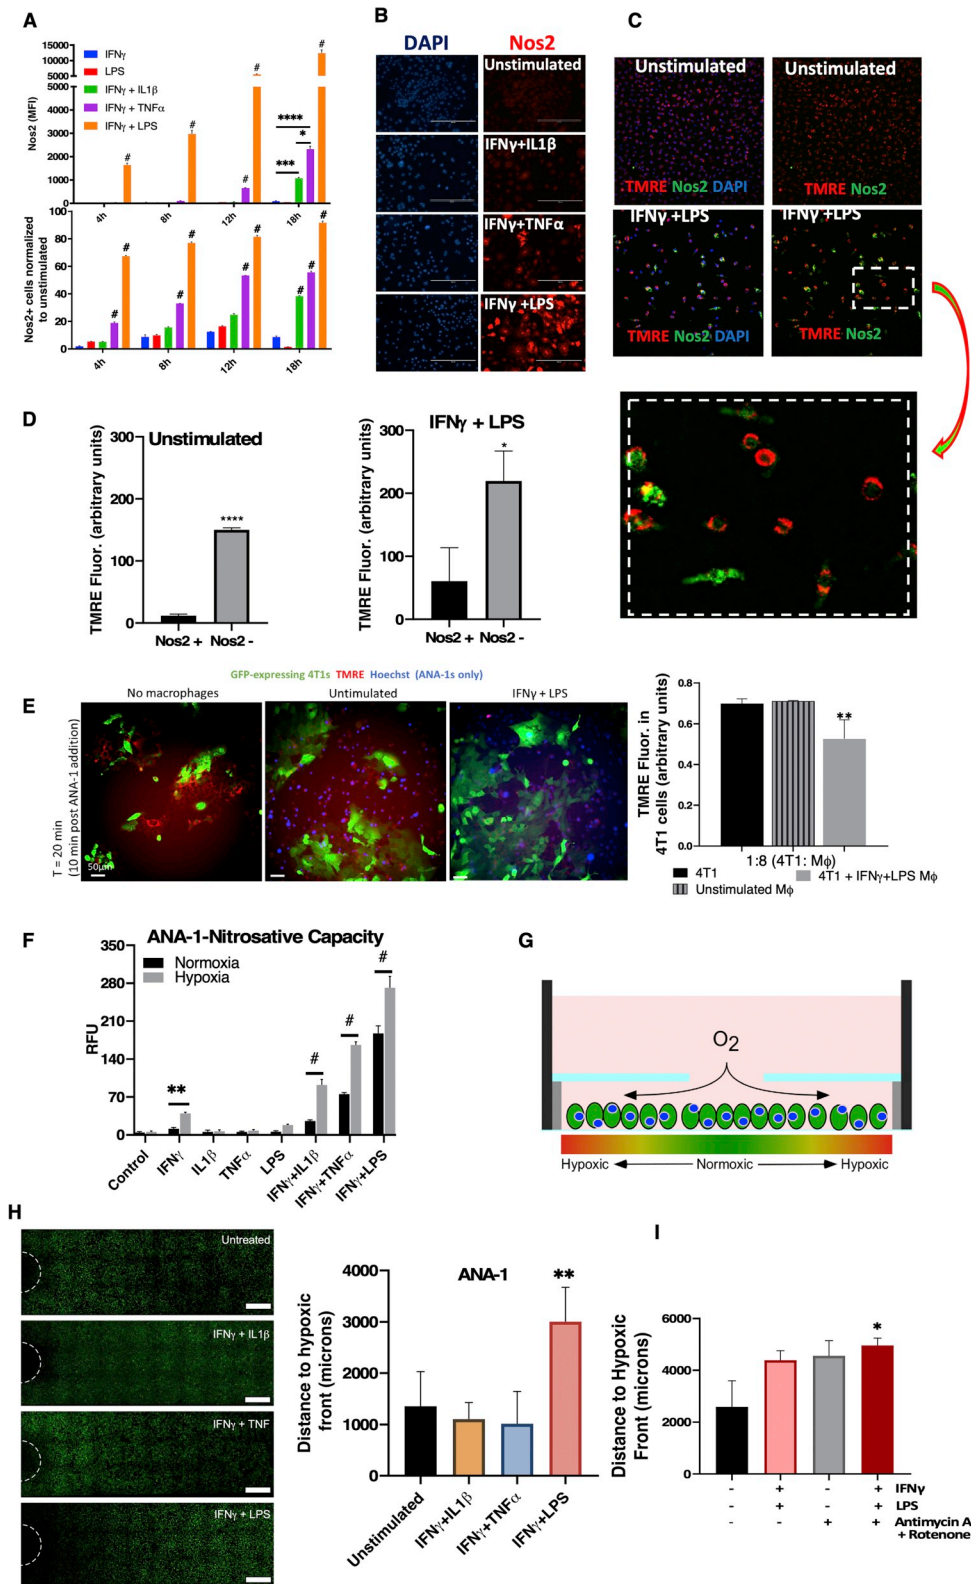 A
Nos2 (MFI)
15000
10000
5000
5000
4000
3000
2000
1000
0
IFNγ
LPS
IFNγ + IL1β
IFNγ + TNFα
IFNγ + LPS
#
#
#
#
#
****
*
***
4h
8h
12h
18h
Nos2+ cells normalized
to unstimulated
100
80
60
40
20
0
#
#
#
#
#
#
#
#
#
4h
8h
12h
18h
B
DAPI
Nos2
Unstimulated
IFNγ+IL1β
IFNγ+TNFα
IFNγ +LPS
C
Unstimulated
Unstimulated
TMRE Nos2 DAPI
TMRE Nos2
IFNγ +LPS
IFNγ +LPS
TMRE Nos2 DAPI
TMRE Nos2
D
Unstimulated
TMRE Fluor. (arbitrary units)
300
200
100
0
****
Nos2 + Nos2 -
IFNγ + LPS
TMRE Fluor. (arbitrary units)
300
200
100
0
*
Nos2 + Nos2 -
GFP-expressing 4T1s TMRE Hoechst (ANA-1s only)
E
No macrophages
Untimulated
IFNγ + LPS
T = 20 min
(10 min post ANA-1 addition)
50μm
TMRE Fluor. in
4T1 cells (arbitrary units)
0.8
0.6
0.4
0.2
0.0
**
1:8 (4T1: Mϕ)
4T1
4T1 + IFNγ+LPS Mϕ
Unstimulated Mϕ
F
ANA-1-Nitrosative Capacity
RFU
350
280
210
140
70
0
Normoxia
Hypoxia
**
#
#
#
Control
IFNγ
IL1β
TNFα
LPS
IFNγ+IL1β
IFNγ+TNFα
IFNγ+LPS
G
O2
Hypoxic
Normoxic
Hypoxic
H
Untreated
IFNγ + IL1β
IFNγ + TNF
IFNγ + LPS
ANA-1
Distance to hypoxic
front (microns)
4000
3000
2000
1000
0
**
Unstimulated
IFNγ+IL1β
IFNγ+TNFα
IFNγ+LPS
I
Distance to Hypoxic
Front (microns)
6000
4000
2000
0
*
- + - + IFNγ
- + - + LPS
- - + + Antimycin A
+ Rotenone